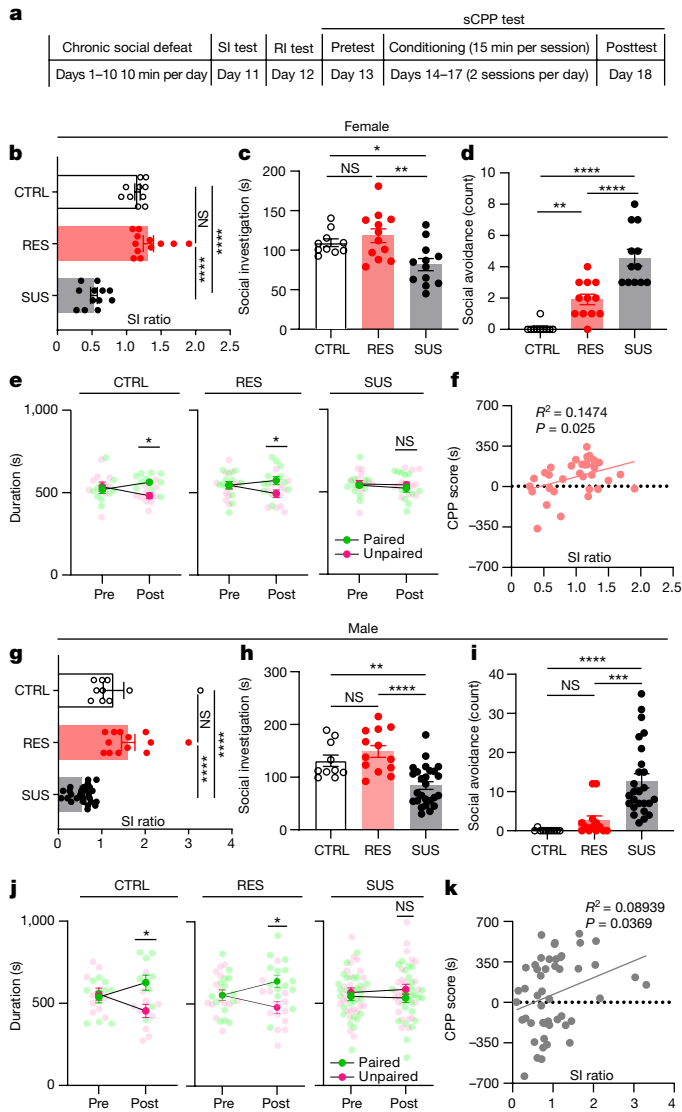 a
sCPP test
Chronic social defeat SI test RI test Pretest Conditioning (15 min per session) Posttest
Days 1–10 10 min per day Day 11 Day 12 Day 13 Days 14–17 (2 sessions per day) Day 18
Female
b
CTRL
RES
SUS
NS
****
****
0 0.5 1.0 1.5 2.0 2.5
SI ratio
c
Social investigation (s)
200
150
100
50
0
*
NS
**
CTRL RES SUS
d
Social avoidance (count)
10
8
6
4
2
0
****
**
****
CTRL RES SUS
e
CTRL RES SUS
Duration (s)
1,000
500
0
*
*
NS
Paired
Unpaired
Pre Post Pre Post Pre Post
f
CPP score (s)
700
350
0
–350
–700
R² = 0.1474
P = 0.025
SI ratio
0 0.5 1.0 1.5 2.0 2.5
Male
g
CTRL
RES
SUS
NS
****
****
0 1 2 3 4
SI ratio
h
Social investigation (s)
300
200
100
0
**
NS
****
CTRL RES SUS
i
Social avoidance (count)
40
30
20
10
0
****
NS
***
CTRL RES SUS
j
CTRL RES SUS
Duration (s)
1,000
500
0
*
*
NS
Paired
Unpaired
Pre Post Pre Post Pre Post
k
CPP score (s)
700
350
0
–350
–700
R² = 0.08939
P = 0.0369
SI ratio
0 1 2 3 4